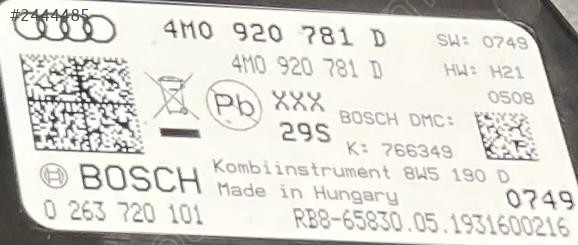 #2444485
4M0 920 781 D
SW: 0749
4M0 920 781 D
HW: H21
0508
Pb
XXX
29S
BOSCH DMC:
K: 766349
BOSCH
Kombiinstrument 8W5 190 D
Made in Hungary
0749
0 263 720 101
RB8-65830.05.1931600216